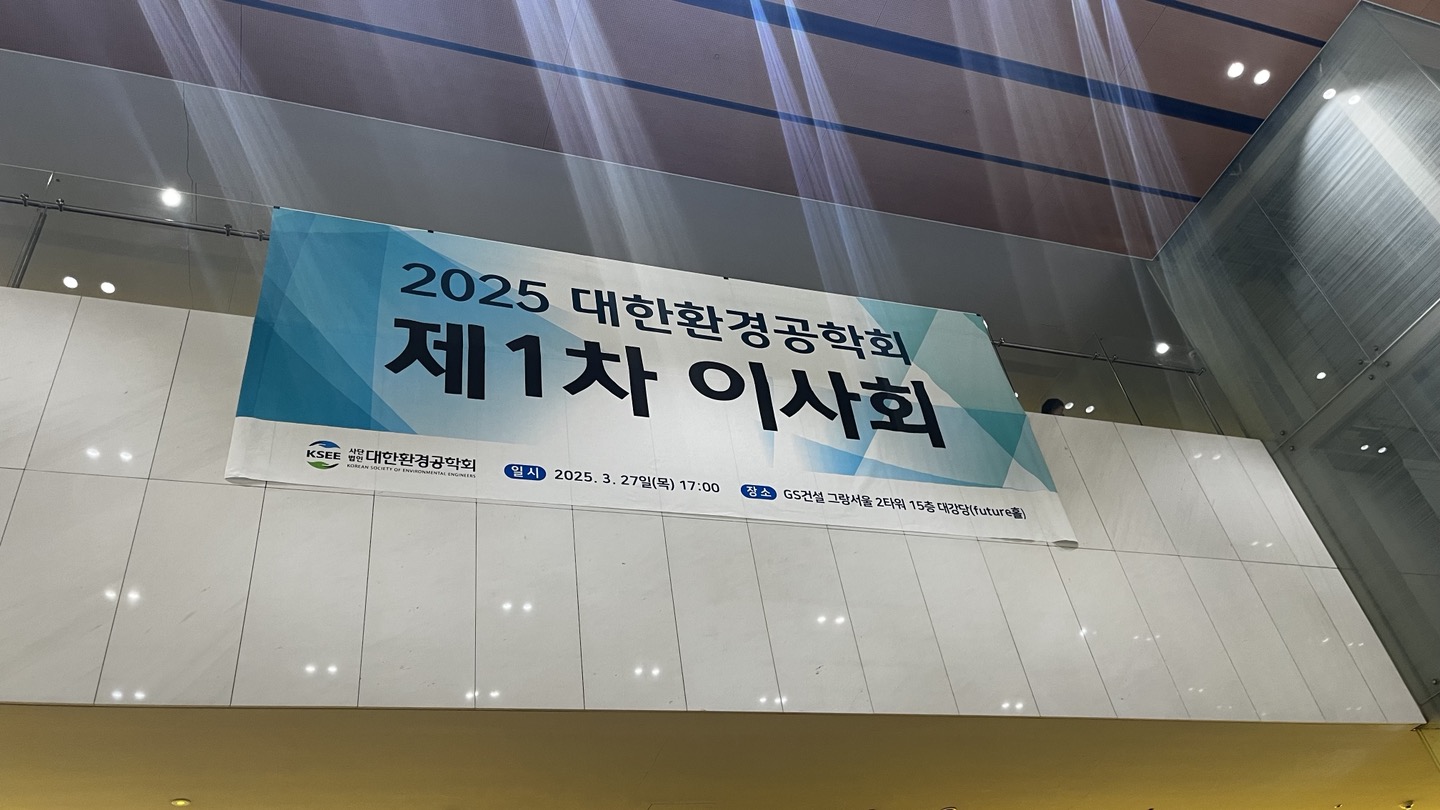 2025 대한환경공학회
제1차 이사회
KSEE 사단법인 대한환경공학회
KOREAN SOCIETY OF ENVIRONMENTAL ENGINEERS
일 시 2025. 3. 27일(목) 17:00
장 소 GS건설 그랑서울 2타워 15층 대강당(future홀)